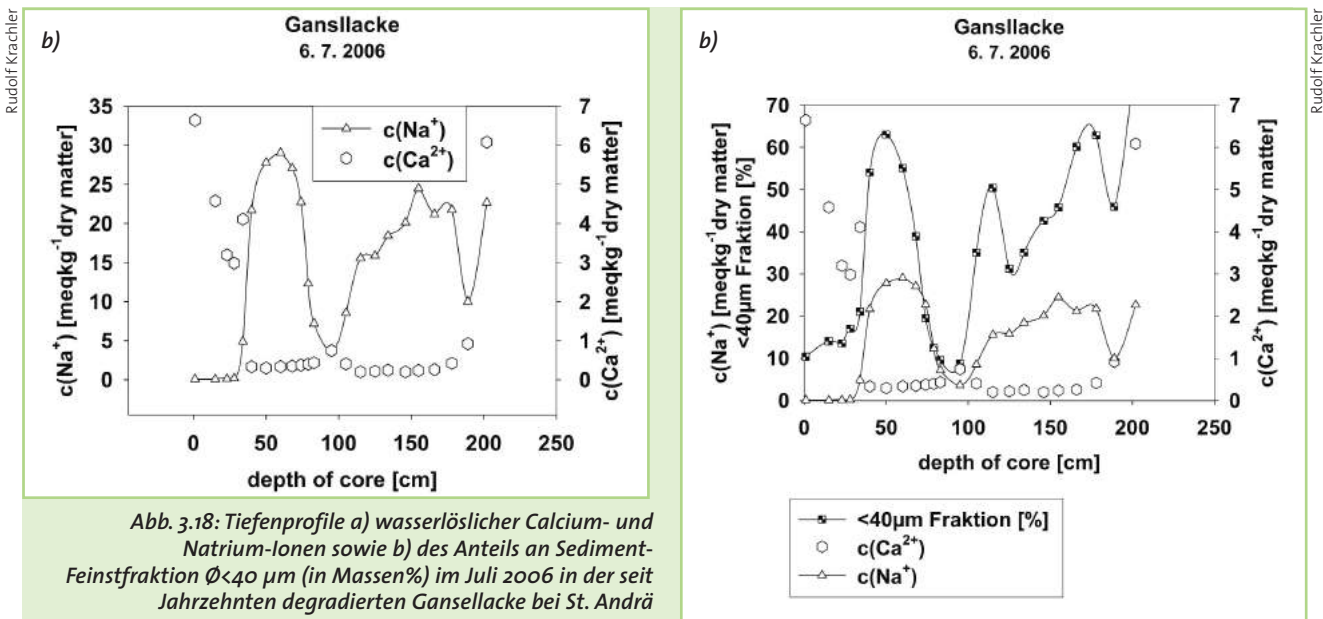 Rudolf Krachler
b)
Gansllacke
6. 7. 2006
c(Na⁺) [meqkg⁻¹dry matter]
35
30
25
20
15
10
5
0
c(Na⁺)
c(Ca²⁺)
7
6
5
4
3
2
1
0
c(Ca²⁺) [meqkg⁻¹dry matter]
0 50 100 150 200 250
depth of core [cm]
Abb. 3.18: Tiefenprofile a) wasserlöslicher Calcium- und
Natrium-Ionen sowie b) des Anteils an Sediment-
Feinstfraktion Ø<40 µm (in Massen%) im Juli 2006 in der seit
Jahrzehnten degradierten Gansellacke bei St. Andrä
b)
Gansllacke
6. 7. 2006
c(Na⁺) [meqkg⁻¹dry matter]
<40µm Fraktion [%]
70
60
50
40
30
20
10
0
7
6
5
4
3
2
1
0
c(Ca²⁺) [meqkg⁻¹dry matter]
0 50 100 150 200 250
depth of core [cm]
<40µm Fraktion [%]
c(Ca²⁺)
c(Na⁺)
Rudolf Krachler